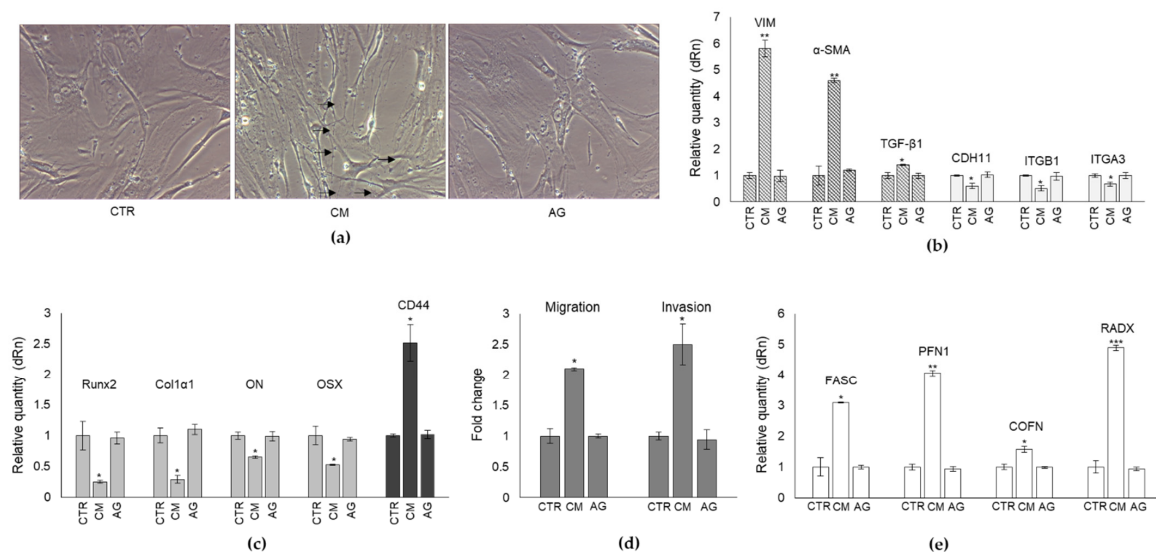 CTR CM AG
(a)
Relative quantity (dRn)
7
6
5
4
3
2
1
0
VIM
**
α-SMA
**
TGF-β1
*
CDH11
*
ITGB1
*
ITGA3
*
CTR CM AG CTR CM AG CTR CM AG CTR CM AG CTR CM AG CTR CM AG
(b)
Relative quantity (dRn)
3
2.5
2
1.5
1
0.5
0
Runx2
*
Col1α1
*
ON
*
OSX
*
CD44
*
CTR CM AG CTR CM AG CTR CM AG CTR CM AG CTR CM AG
(c)
Fold change
3
2.5
2
1.5
1
0.5
0
Migration
*
Invasion
*
CTR CM AG CTR CM AG
(d)
Relative quantity (dRn)
6
5
4
3
2
1
0
FASC
*
PFN1
**
COFN
*
RADX
***
CTR CM AG CTR CM AG CTR CM AG CTR CM AG
(e)